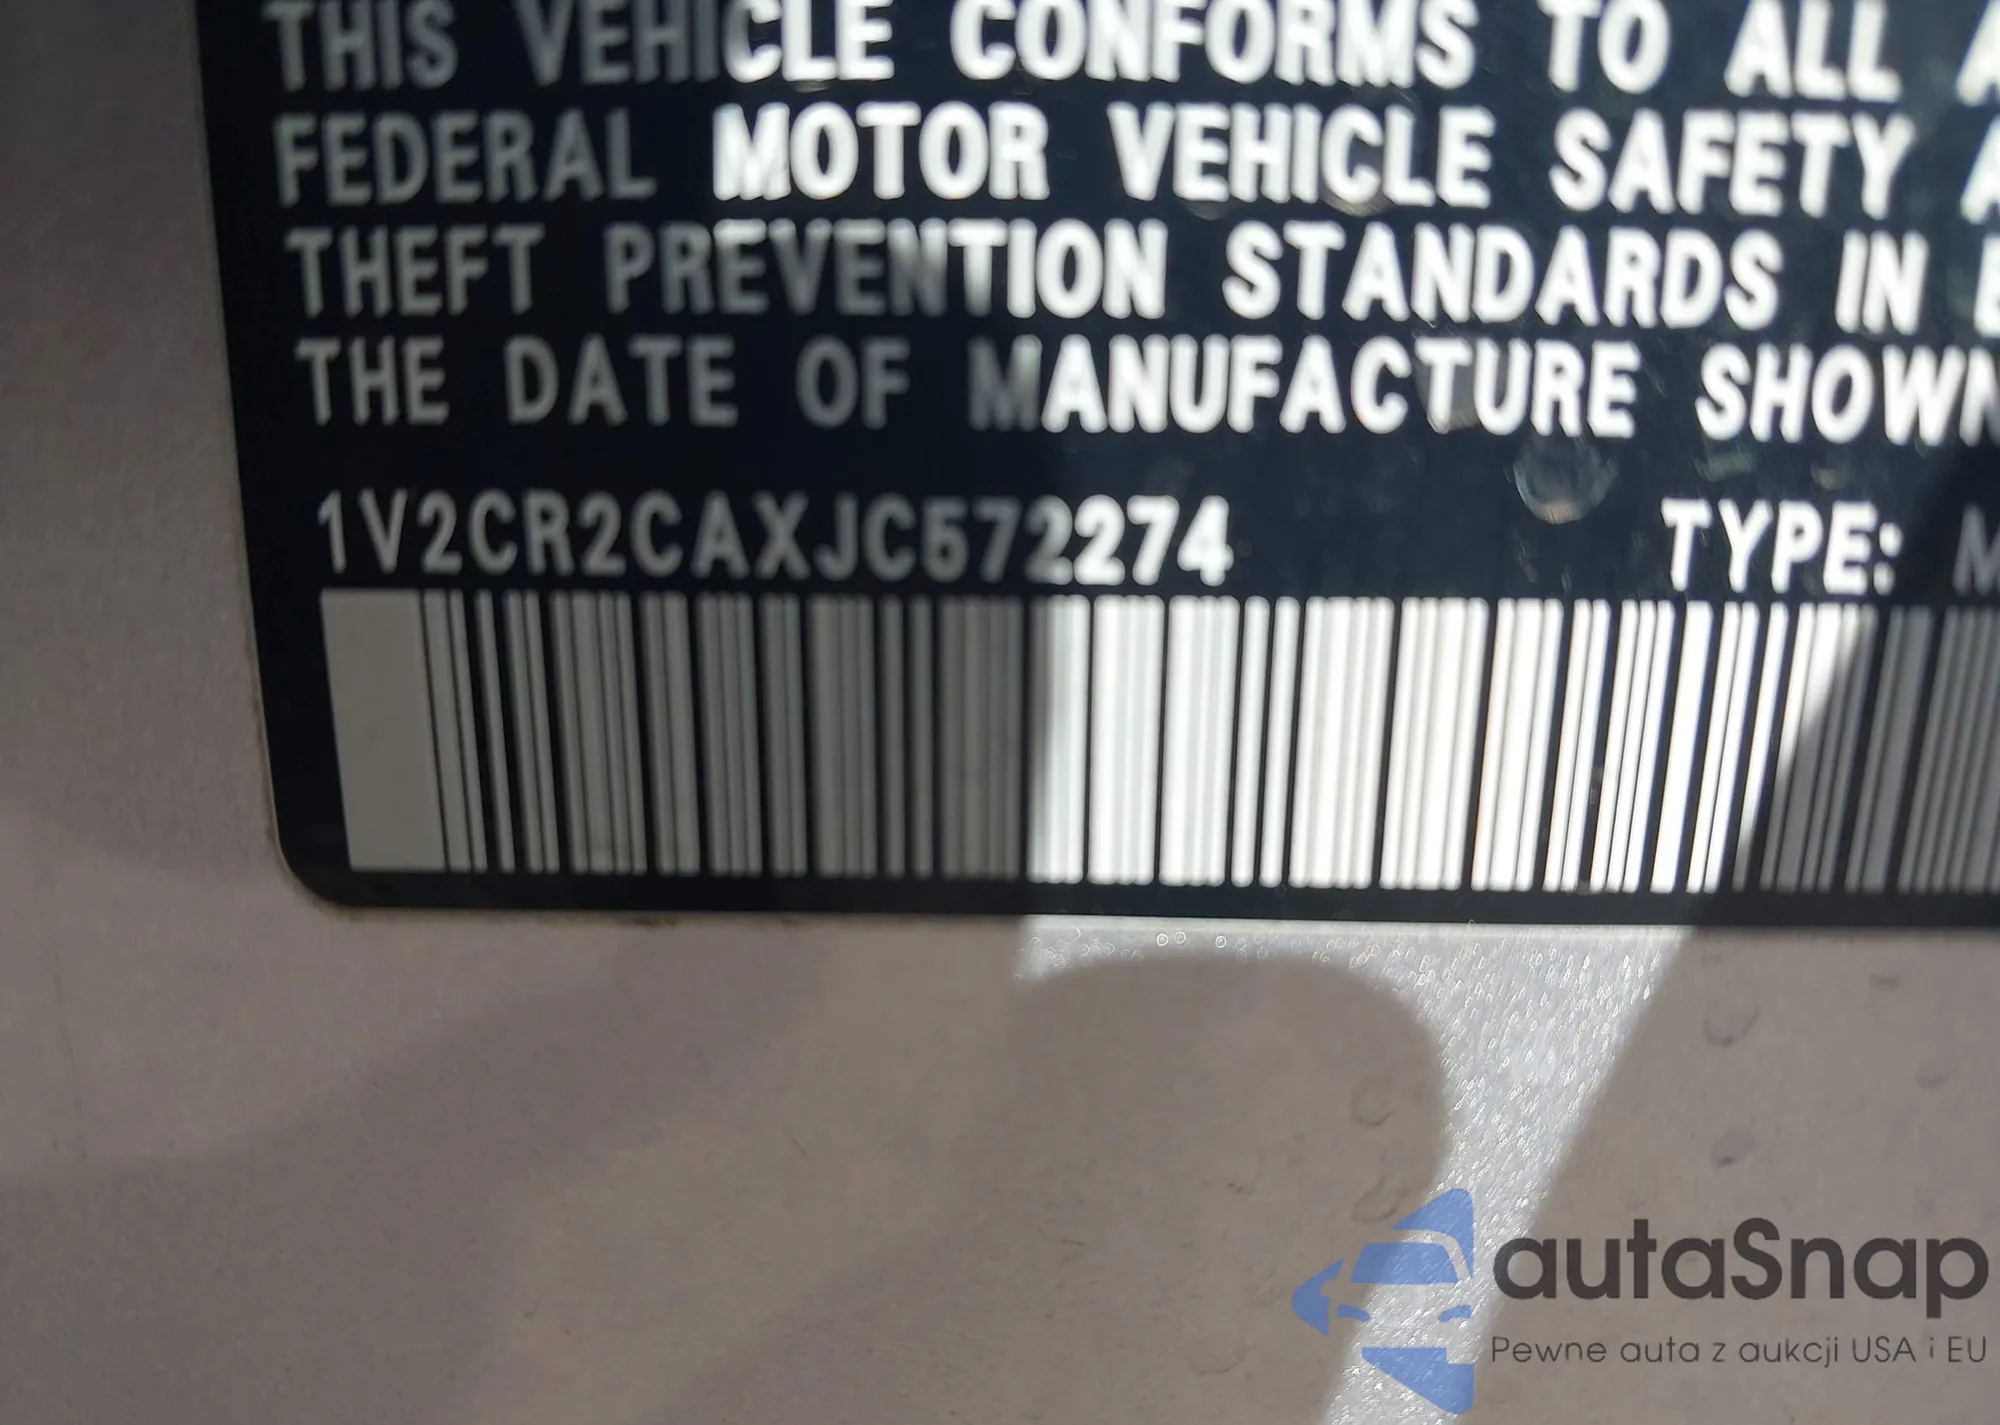 THIS VEHICLE CONFORMS TO ALL A
FEDERAL MOTOR VEHICLE SAFETY A
THEFT PREVENTION STANDARDS IN E
THE DATE OF MANUFACTURE SHOWN
1V2CR2CAXJC572274 TYPE: M
autaSnap
Pewne auta z aukcji USA i EU